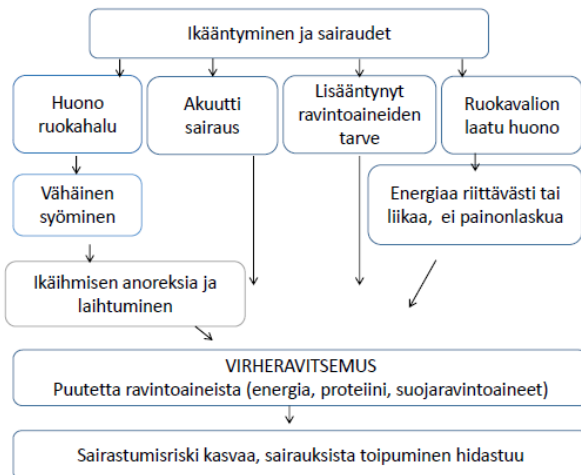 Ikääntyminen ja sairaudet
Huono
ruokahalu
Akuutti
sairaus
Lisääntynyt
ravintoaineiden
tarve
Ruokavalion
laatu huono
Vähäinen
syöminen
Energiaa riittävästi tai
liikaa, ei painonlaskua
Ikäihmisen anoreksia ja
laihtuminen
VIRHERAVITSEMUS
Puutetta ravintoaineista (energia, proteiini, suojaravintoaineet)
Sairastumisriski kasvaa, sairauksista toipuminen hidastuu